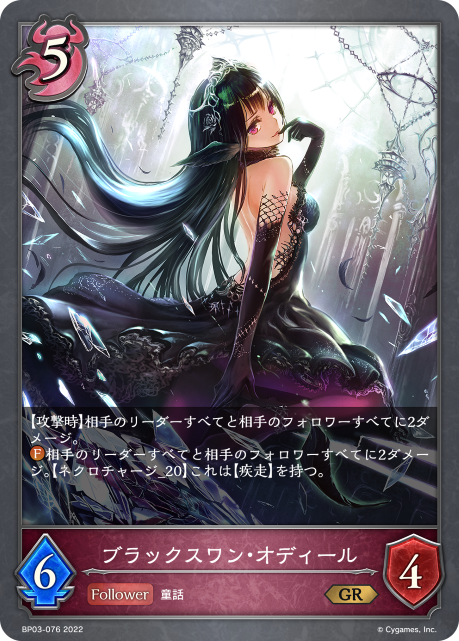 5
【攻撃時】相手のリーダーすべてと相手のフォロワーすべてに2ダ
メージ。
F 相手のリーダーすべてと相手のフォロワーすべてに2ダメー
ジ。【ネクロチャージ_20】これは【疾走】を持つ。
ブラックスワン・オディール
6
Follower 童話
GR
4
BP03-076 2022
© Cygames, Inc.